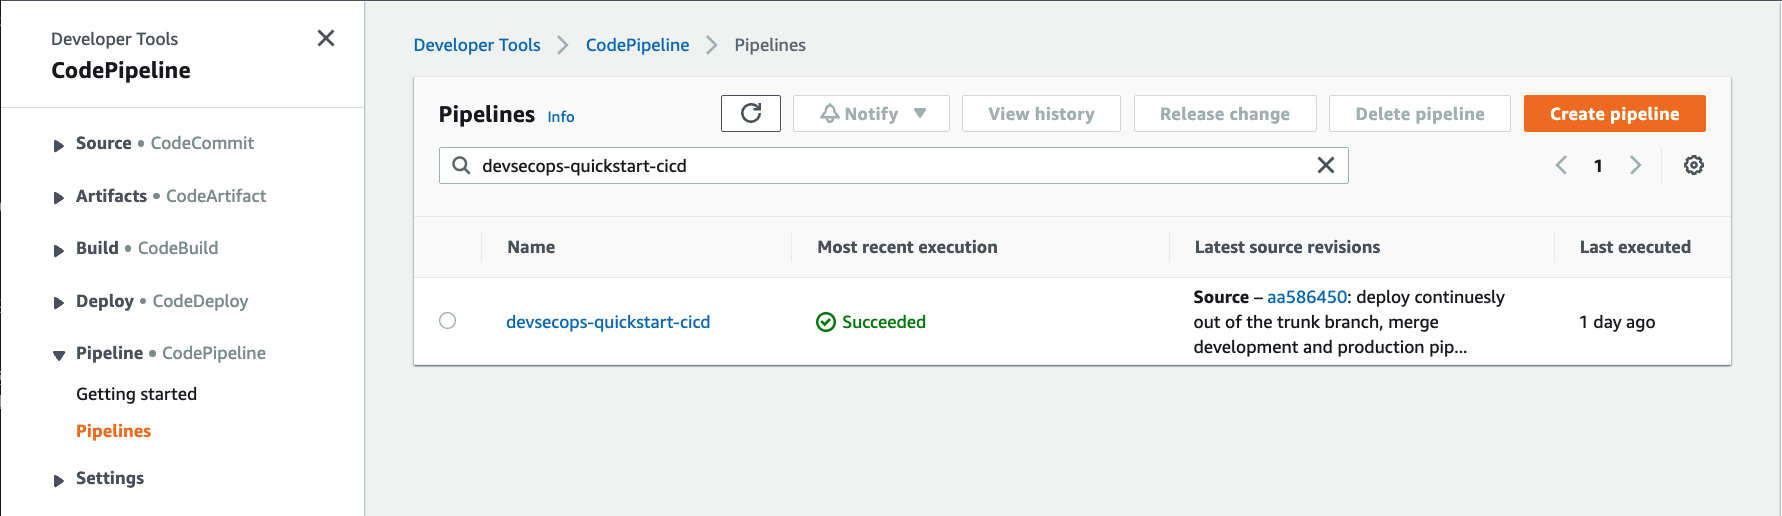 Developer Tools
CodePipeline
Source • CodeCommit
Artifacts • CodeArtifact
Build • CodeBuild
Deploy • CodeDeploy
Pipeline • CodePipeline
Getting started
Pipelines
Settings
Developer Tools > CodePipeline > Pipelines
Pipelines Info Notify View history Release change Delete pipeline Create pipeline
devsecops-quickstart-cicd 1
Name Most recent execution Latest source revisions Last executed
devsecops-quickstart-cicd Succeeded
Source – aa586450: deploy continuesly
out of the trunk branch, merge
development and production pip...
1 day ago